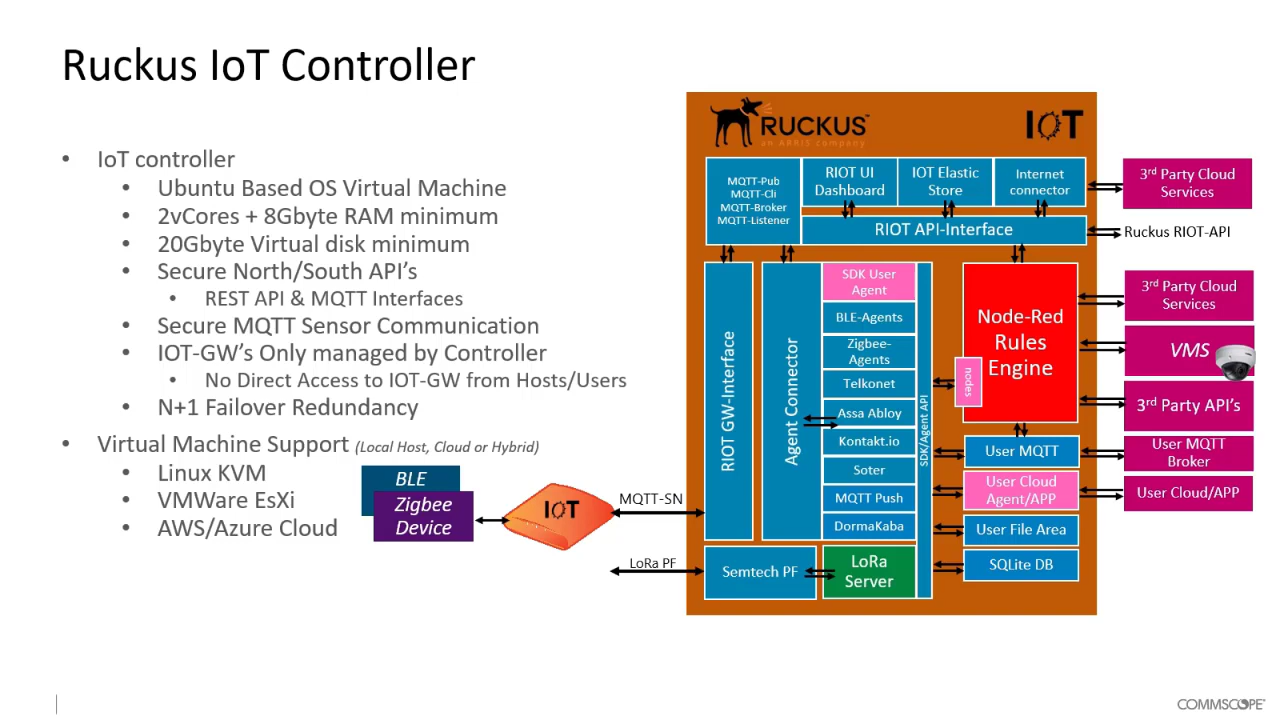 Ruckus IoT Controller
• IoT controller
• Ubuntu Based OS Virtual Machine
• 2vCores + 8Gbyte RAM minimum
• 20Gbyte Virtual disk minimum
• Secure North/South API’s
• REST API & MQTT Interfaces
• Secure MQTT Sensor Communication
• IOT-GW’s Only managed by Controller
• No Direct Access to IOT-GW from Hosts/Users
• N+1 Failover Redundancy
• Virtual Machine Support (Local Host, Cloud or Hybrid)
• Linux KVM
• VMWare EsXi
• AWS/Azure Cloud
BLE
Zigbee
Device
IoT
MQTT-SN
LoRa PF
RUCKUS™
an ARRIS company
IoT
MQTT-Pub
MQTT-Cli
MQTT-Broker
MQTT-Listener
RIOT UI
Dashboard
IOT Elastic
Store
Internet
connector
RIOT API-Interface
RIOT GW-Interface
Agent Connector
SDK User
Agent
BLE-Agents
Zigbee-
Agents
Telkonet
Assa Abloy
Kontakt.io
Soter
MQTT Push
DormaKaba
SDK/Agent API
Semtech PF
LoRa
Server
Node-Red
Rules
Engine
nodes
User MQTT
User Cloud
Agent/APP
User File Area
SQLite DB
3rd Party Cloud
Services
Ruckus RIOT-API
3rd Party Cloud
Services
VMS
3rd Party API’s
User MQTT
Broker
User Cloud/APP
COMMSCOPE®